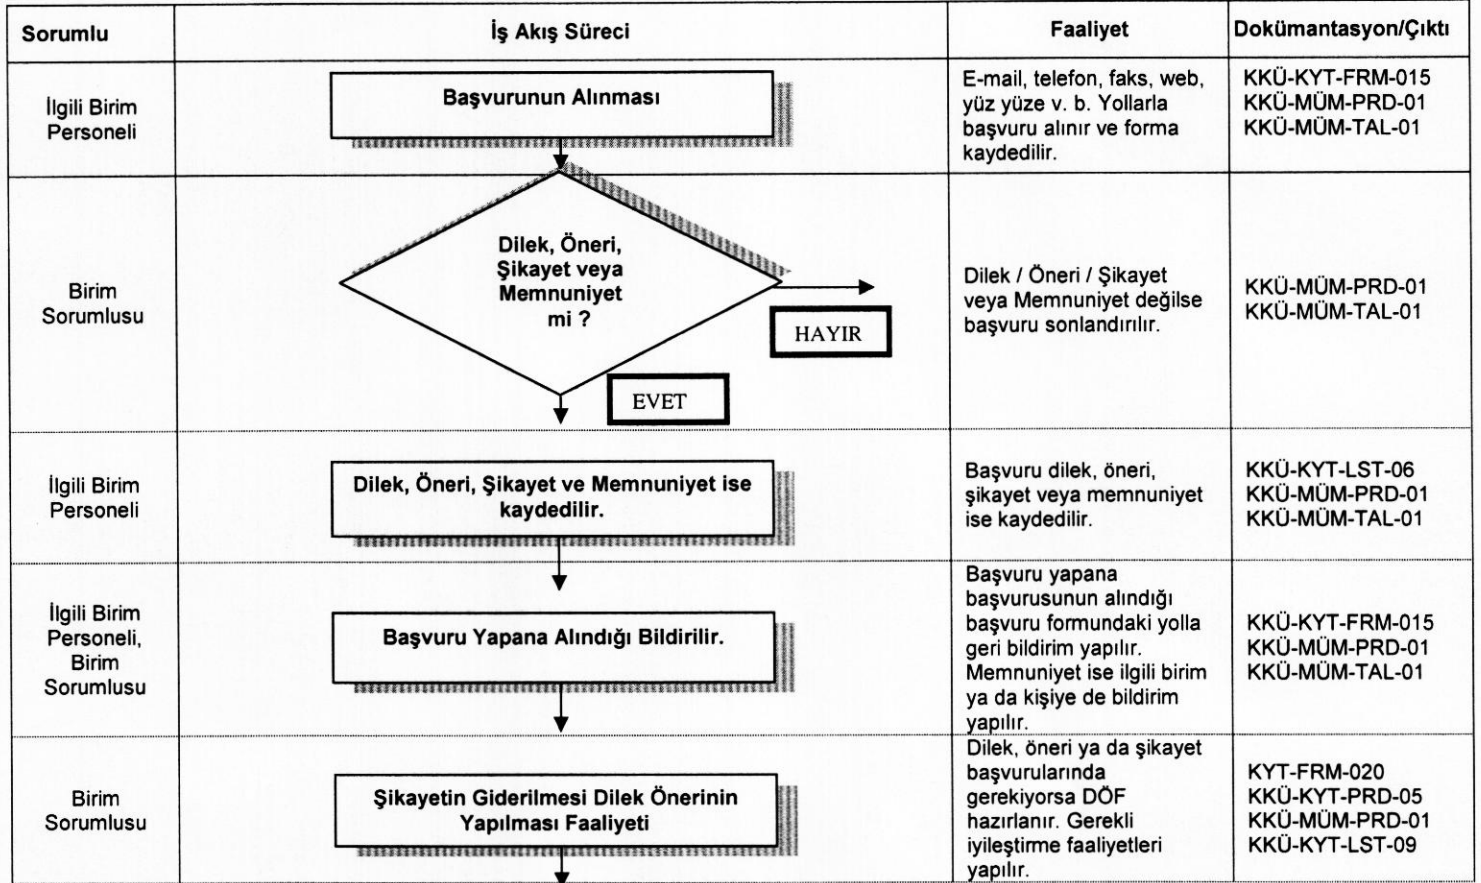 Sorumlu
İş Akış Süreci
Faaliyet
Dokümantasyon/Çıktı
İlgili Birim
Personeli
Başvurunun Alınması
E-mail, telefon, faks, web,
yüz yüze v. b. Yollarla
başvuru alınır ve forma
kaydedilir.
KKÜ-KYT-FRM-015
KKÜ-MÜM-PRD-01
KKÜ-MÜM-TAL-01
Birim
Sorumlusu
Dilek, Öneri,
Şikayet veya
Memnuniyet
mi ?
HAYIR
EVET
Dilek / Öneri / Şikayet
veya Memnuniyet değilse
başvuru sonlandırılır.
KKÜ-MÜM-PRD-01
KKÜ-MÜM-TAL-01
İlgili Birim
Personeli
Dilek, Öneri, Şikayet ve Memnuniyet ise
kaydedilir.
Başvuru dilek, öneri,
şikayet veya memnuniyet
ise kaydedilir.
KKÜ-KYT-LST-06
KKÜ-MÜM-PRD-01
KKÜ-MÜM-TAL-01
İlgili Birim
Personeli,
Birim
Sorumlusu
Başvuru Yapana Alındığı Bildirilir.
Başvuru yapana
başvurusunun alındığı
başvuru formundaki yolla
geri bildirim yapılır.
Memnuniyet ise ilgili birim
ya da kişiye de bildirim
yapılır.
KKÜ-KYT-FRM-015
KKÜ-MÜM-PRD-01
KKÜ-MÜM-TAL-01
Birim
Sorumlusu
Şikayetin Giderilmesi Dilek Önerinin
Yapılması Faaliyeti
Dilek, öneri ya da şikayet
başvurularında
gerekiyorsa DÖF
hazırlanır. Gerekli
iyileştirme faaliyetleri
yapılır.
KYT-FRM-020
KKÜ-KYT-PRD-05
KKÜ-MÜM-PRD-01
KKÜ-KYT-LST-09